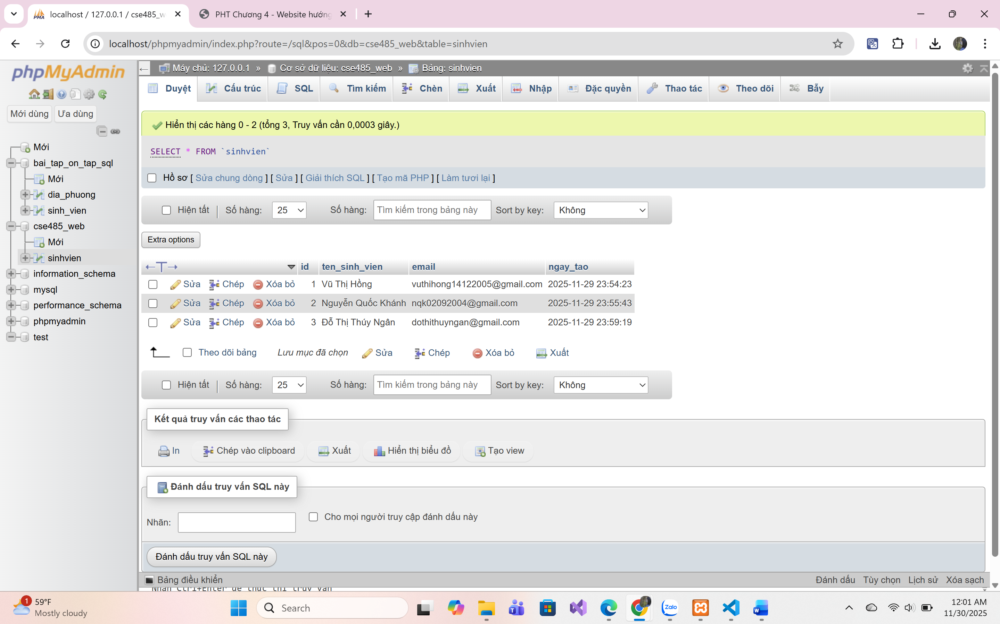 localhost / 127.0.0.1 / cse485_w
PHT Chương 4 - Website hướng
localhost/phpmyadmin/index.php?route=/sql&pos=0&db=cse485_web&table=sinhvien
phpMyAdmin
Mới dùng Ưa dùng
Mới
bai_tap_on_tap_sql
Mới
dia_phuong
sinh_vien
cse485_web
Mới
sinhvien
information_schema
mysql
performance_schema
phpmyadmin
test
Máy chủ: 127.0.0.1 » Cơ sở dữ liệu: cse485_web » Bảng: sinhvien
Duyệt Cấu trúc SQL Tìm kiếm Chèn Xuất Nhập Đặc quyền Thao tác Theo dõi Bẫy
Hiển thị các hàng 0 - 2 (tổng 3, Truy vấn cần 0,0003 giây.)
SELECT * FROM `sinhvien`
Hồ sơ [ Sửa chung dòng ] [ Sửa ] [ Giải thích SQL ] [ Tạo mã PHP ] [ Làm tươi lại ]
Hiện tất | Số hàng: 25 Số hàng: Tìm kiếm trong bảng này Sort by key: Không
Extra options
←T→ id ten_sinh_vien email ngay_tao
Sửa Chép Xóa bỏ 1 Vũ Thị Hồng vuthihong14122005@gmail.com 2025-11-29 23:54:23
Sửa Chép Xóa bỏ 2 Nguyễn Quốc Khánh nqk02092004@gmail.com 2025-11-29 23:55:43
Sửa Chép Xóa bỏ 3 Đỗ Thị Thúy Ngân dothithuyngan@gmail.com 2025-11-29 23:59:19
Theo dõi bảng Lưu mục đã chọn Sửa Chép Xóa bỏ Xuất
Hiện tất | Số hàng: 25 Số hàng: Tìm kiếm trong bảng này Sort by key: Không
Kết quả truy vấn các thao tác
In Chép vào clipboard Xuất Hiển thị biểu đồ Tạo view
Đánh dấu truy vấn SQL này
Nhãn: Cho mọi người truy cập đánh dấu này
Đánh dấu truy vấn SQL này
Bảng điều khiển Đánh dấu Tùy chọn Lịch sử Xóa sạch
Nhấn Ctrl+Enter để thực thi truy vấn
1 59°F
Mostly cloudy
Search
Zalo
12:01 AM
11/30/2025